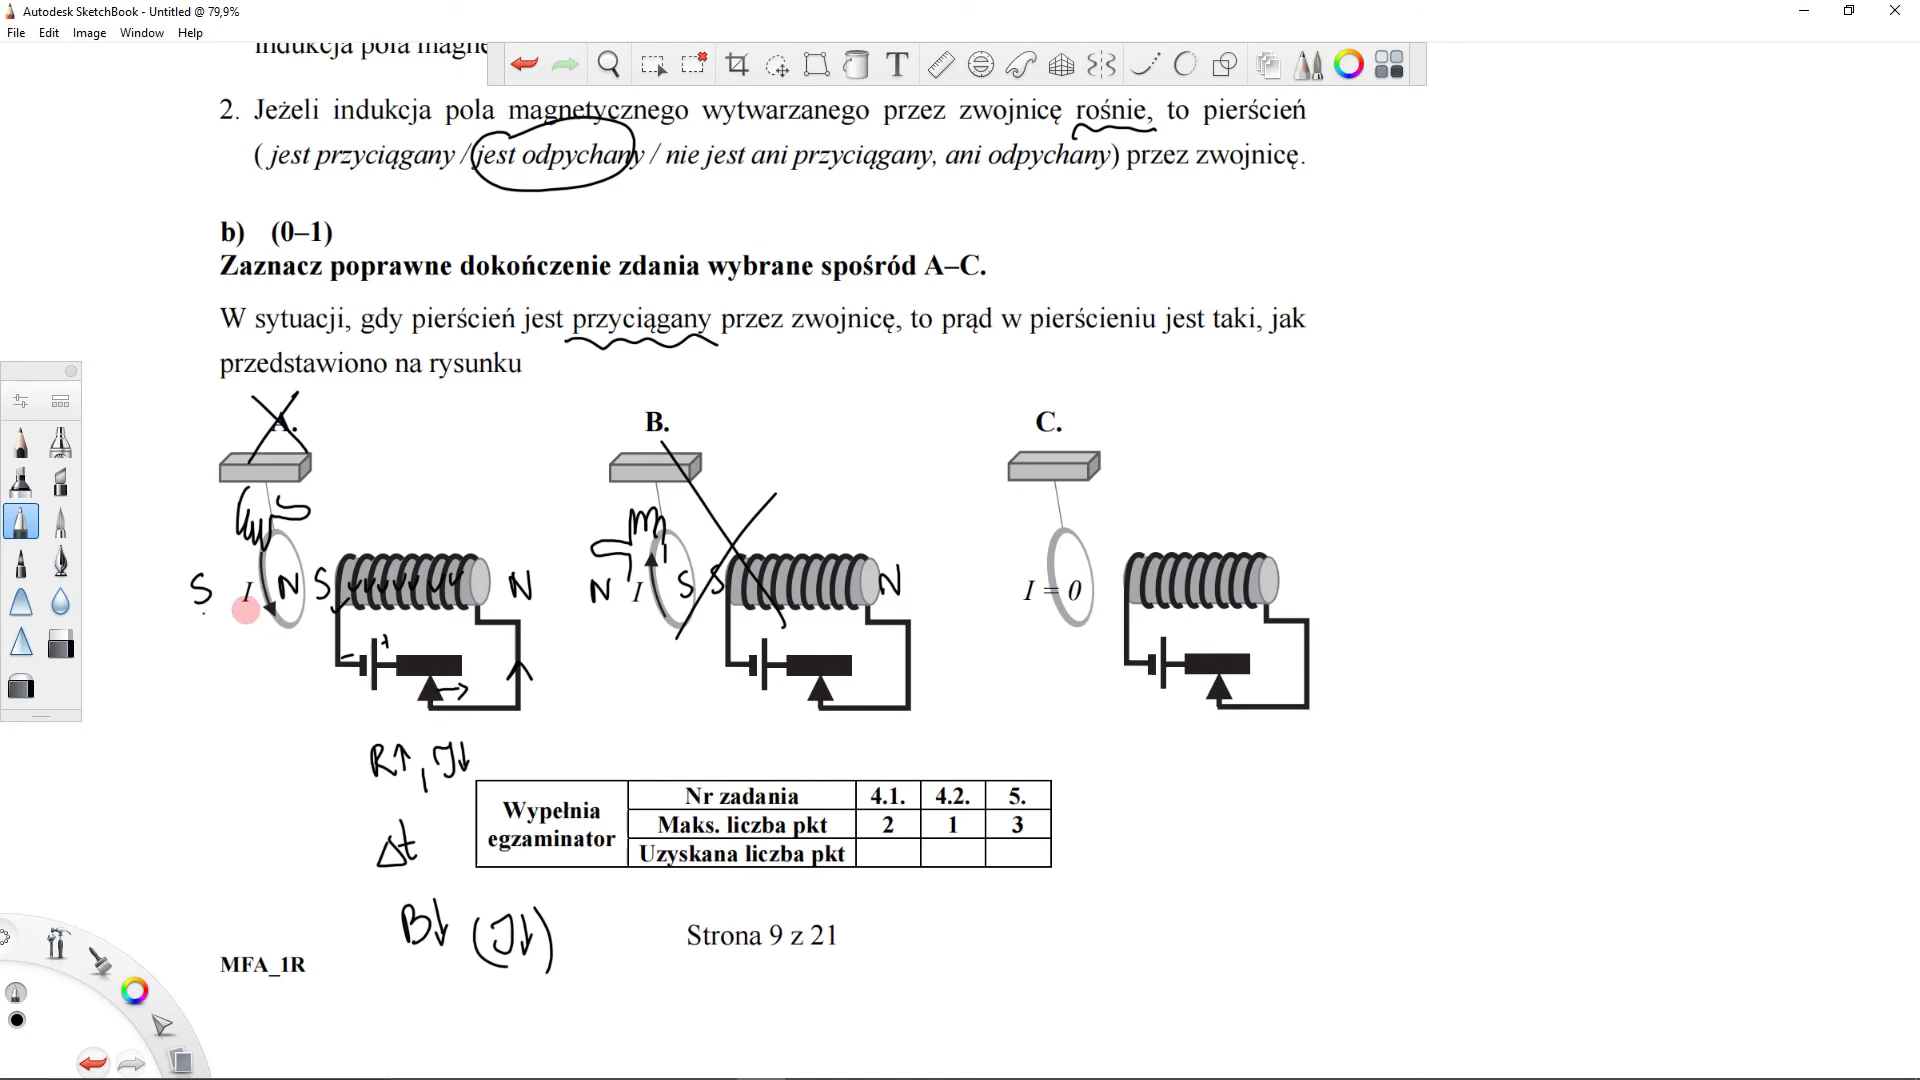 Autodesk SketchBook - Untitled @ 79,9%
File Edit Image Window Help
indukcja pola magne
2. Jeżeli indukcja pola magnetycznego wytwarzanego przez zwojnicę rośnie, to pierścień
( jest przyciągany / jest odpychany / nie jest ani przyciągany, ani odpychany) przez zwojnicę.
b) (0–1)
Zaznacz poprawne dokończenie zdania wybrane spośród A–C.
W sytuacji, gdy pierścień jest przyciągany przez zwojnicę, to prąd w pierścieniu jest taki, jak
przedstawiono na rysunku
A. B. C.
S I N S N N I S S N I = 0
- +
R↑, I↓
Wypełnia egzaminator
Nr zadania 4.1. 4.2. 5.
Maks. liczba pkt 2 1 3
Uzyskana liczba pkt
Δt
B↓ (I↓)
Strona 9 z 21
MFA_1R